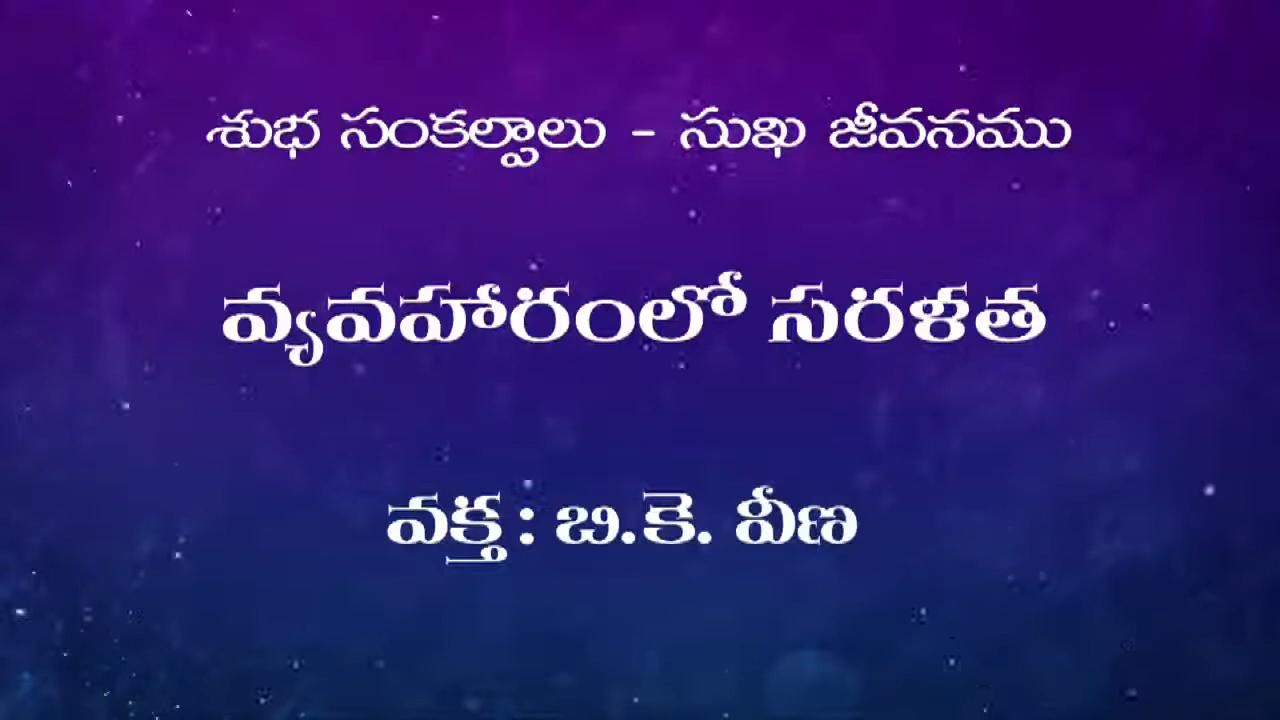 శుభ సంకల్పాలు - సుఖ జీవనము
వ్యవహారంలో సరళత
వక్త : బి.కె. వీణ